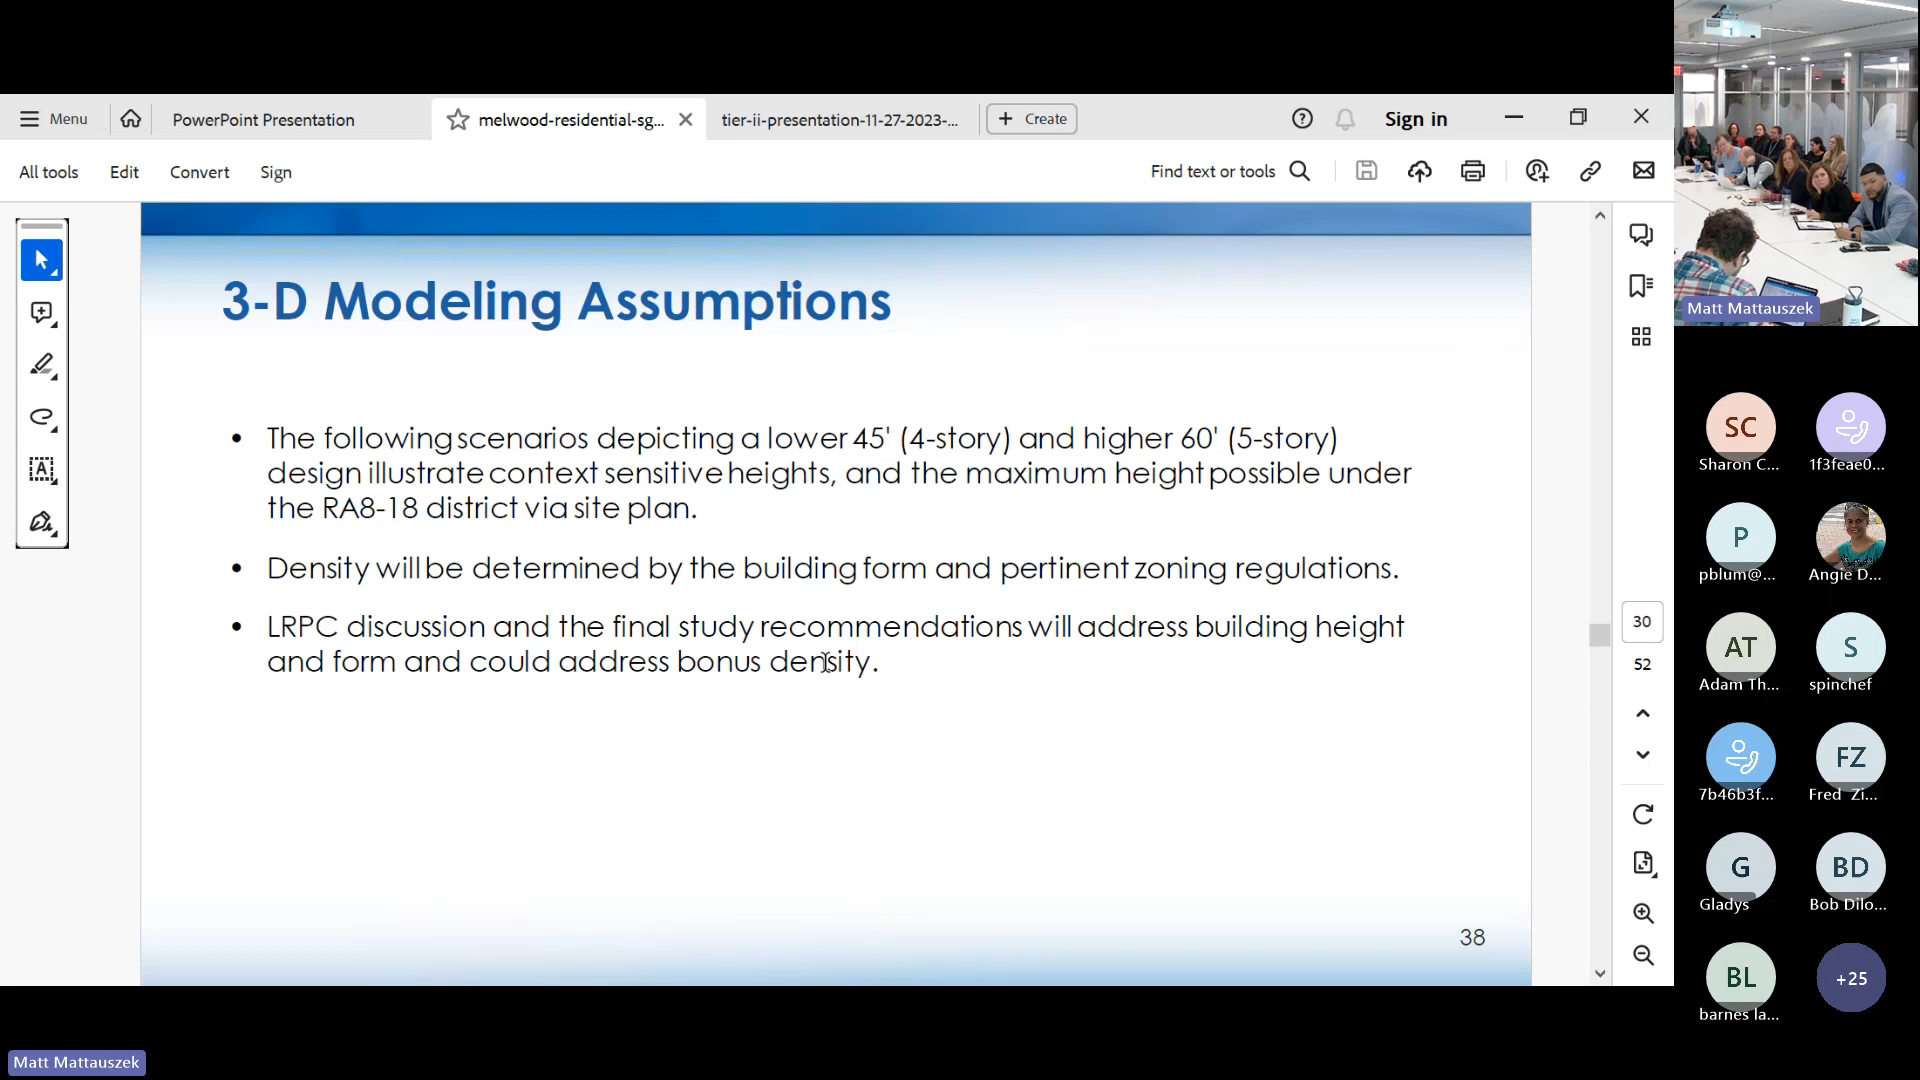 Menu
PowerPoint Presentation
melwood-residential-sg...
tier-ii-presentation-11-27-2023-...
Create
Sign in
All tools
Edit
Convert
Sign
Find text or tools
3-D Modeling Assumptions
• The following scenarios depicting a lower 45' (4-story) and higher 60' (5-story)
design illustrate context sensitive heights, and the maximum height possible under
the RA8-18 district via site plan.
• Density will be determined by the building form and pertinent zoning regulations.
• LRPC discussion and the final study recommendations will address building height
and form and could address bonus density.
38
30
52
Matt Mattauszek
SC
Sharon C...
1f3feae0...
P
pblum@...
Angie D...
AT
Adam Th...
S
spinchef
7b46b3f...
FZ
Fred Zi...
G
Gladys
BD
Bob Dilo...
BL
barnes la...
+25
Matt Mattauszek